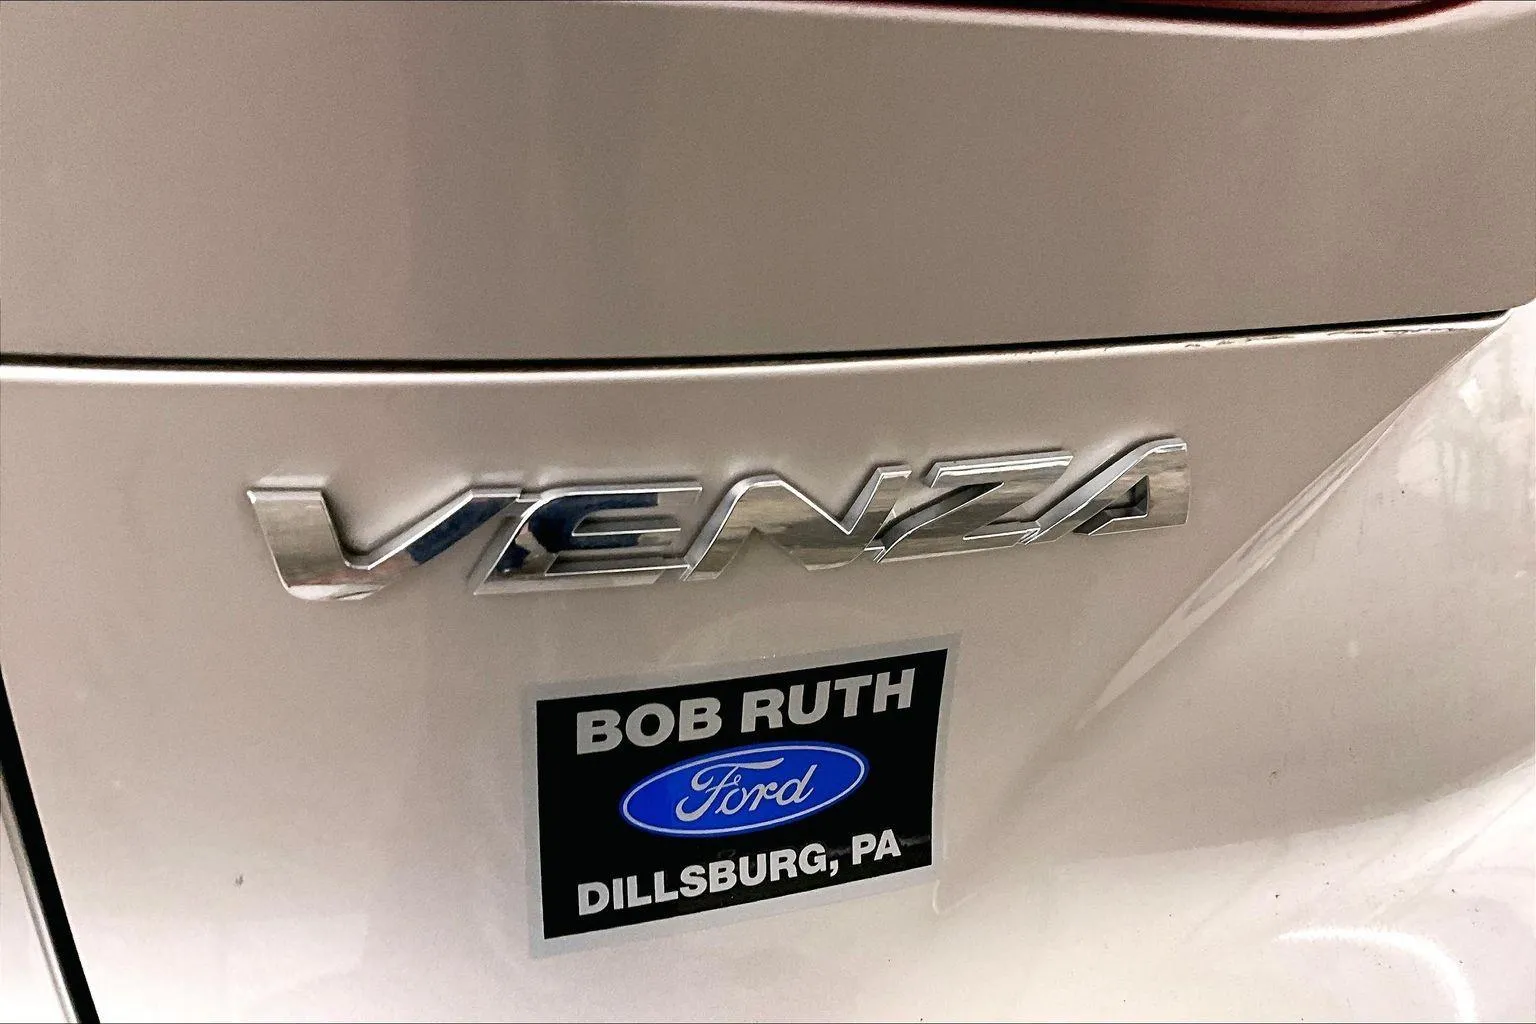 VENZA
BOB RUTH
Ford
DILLSBURG, PA